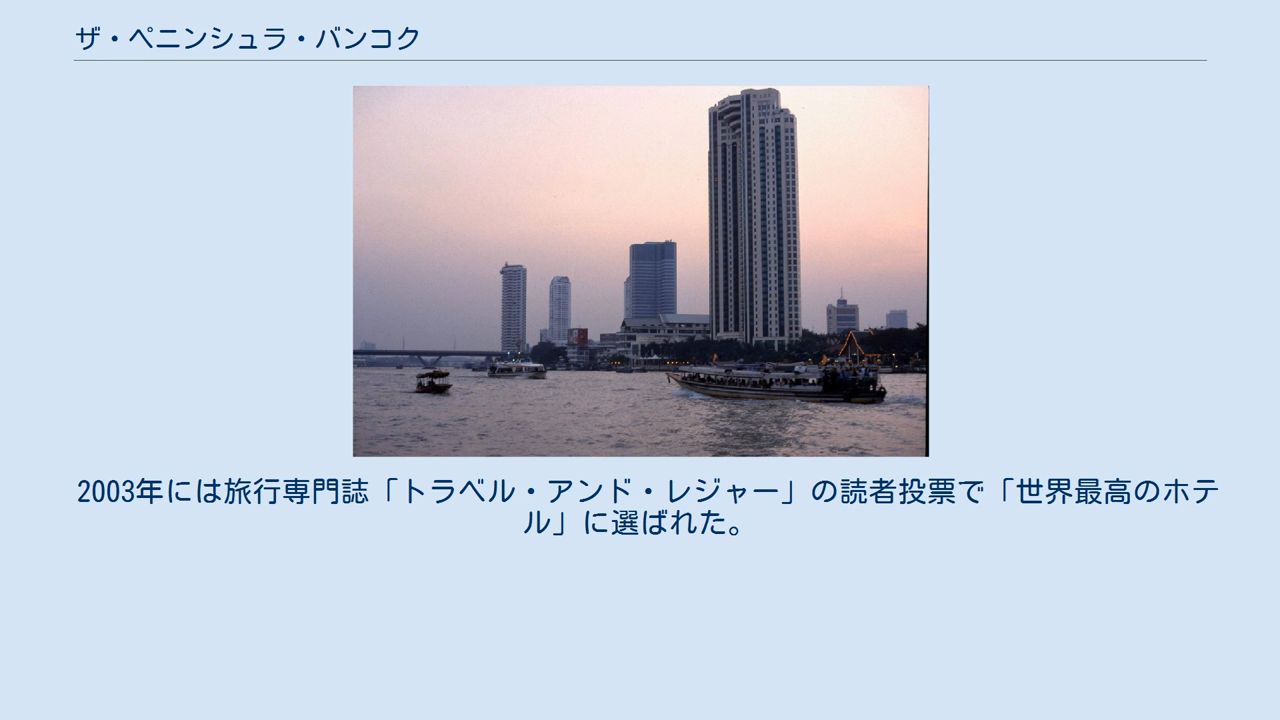 ザ・ペニンシュラ・バンコク
2003年には旅行専門誌「トラベル・アンド・レジャー」の読者投票で「世界最高のホテ
ル」に選ばれた。